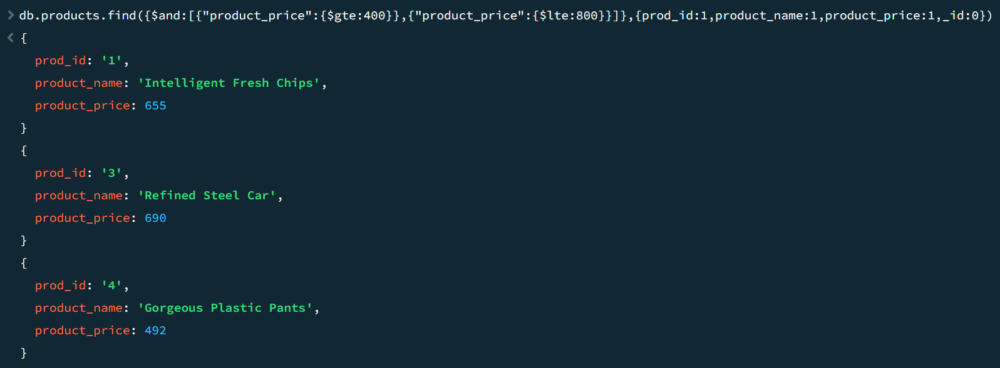 > db.products.find({$and:[{"product_price":{$gte:400}},{"product_price":{$lte:800}}]},{prod_id:1,product_name:1,product_price:1,_id:0})
< {
prod_id: '1',
product_name: 'Intelligent Fresh Chips',
product_price: 655
}
{
prod_id: '3',
product_name: 'Refined Steel Car',
product_price: 690
}
{
prod_id: '4',
product_name: 'Gorgeous Plastic Pants',
product_price: 492
}